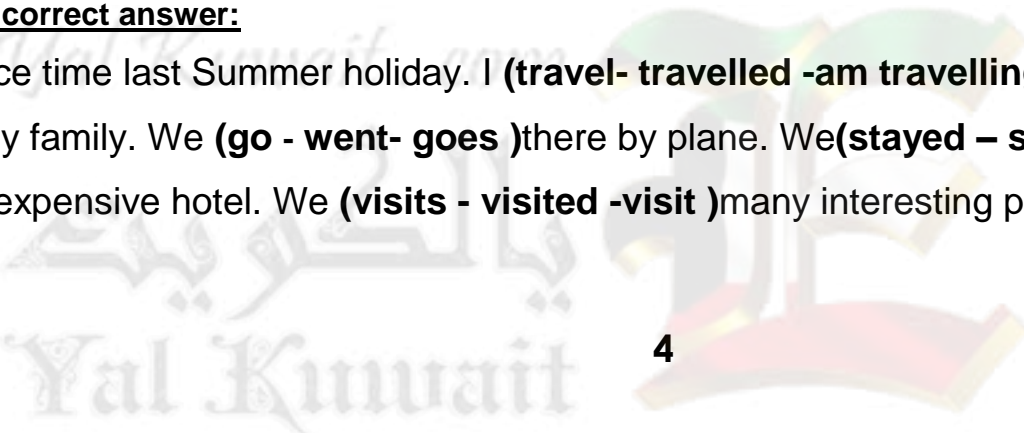 correct answer:
ce time last Summer holiday. I (travel- travelled -am travelling
y family. We (go - went- goes )there by plane. We(stayed – s
expensive hotel. We (visits - visited -visit )many interesting p
4
Yal Kuwait